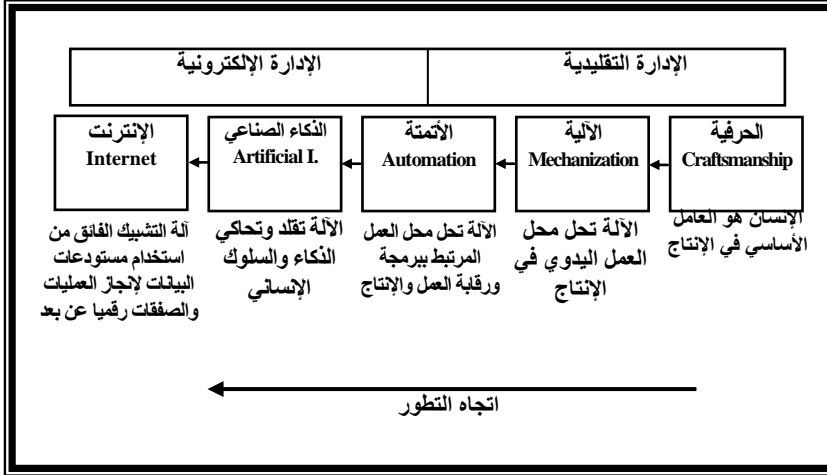 الإدارة التقليدية
الإدارة الإلكترونية
الحرفية
Craftsmanship
الآلية
Mechanization
الأتمتة
Automation
الذكاء الصناعي
Artificial I.
الإنترنت
Internet
الإنسان هو العامل
الأساسي في الإنتاج
الآلة تحل محل
العمل اليدوي في
الإنتاج
الآلة تحل محل العمل
المرتبط ببرمجة
ورقابة العمل والإنتاج
الآلة تقلد وتحاكي
الذكاء والسلوك
الإنساني
آلة التشبيك الفائق من
استخدام مستودعات
البيانات لإنجاز العمليات
والصفقات رقميا عن بعد
اتجاه التطور